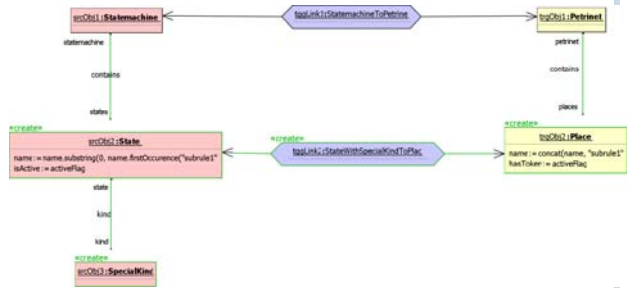 srcObj1:Statemachine
tggLink1:StatemachineToPetrine
trgObj1:Petrinet
statemachine
petrinet
contains
contains
states
places
«create»
«create»
«create»
srcObj2:State
name := name.substring(0, name.firstOccurence("subrule1"
isActive := activeFlag
tggLink2:StateWithSpecialKindToPlac
trgObj2:Place
name := concat(name, "subrule1"
hasToken := activeFlag
state
kind
kind
«create»
srcObj3:SpecialKind